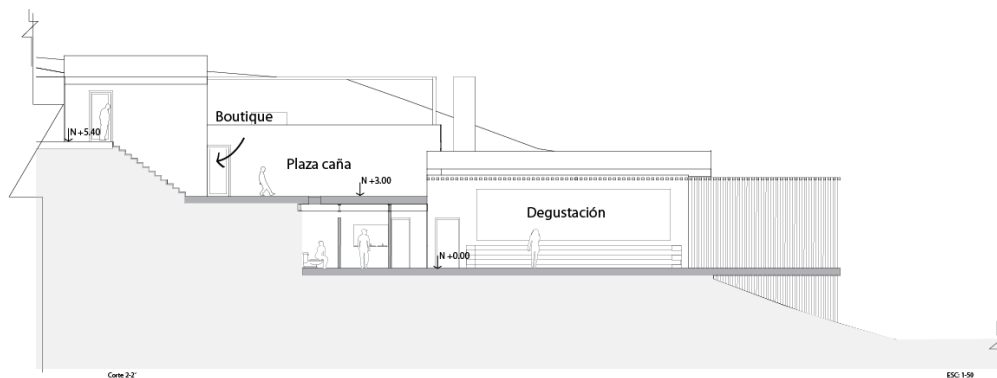 Boutique
N +5.40
Plaza caña
N +3.00
Degustación
N +0.00
Corte 2-2'
ESC: 1-50